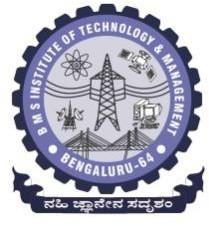 B M S INSTITUTE OF TECHNOLOGY & MANAGEMENT
• BENGALURU-64 •
ನಹಿ ಜ್ಞಾನೇನ ಸದೃಶಂ